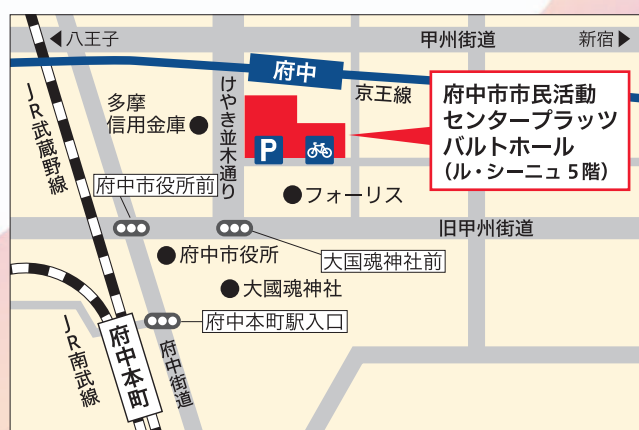 八王子
甲州街道
新宿
府中
京王線
JR武蔵野線
多摩
信用金庫
けやき並木通り
P
府中市市民活動
センタープラッツ
バルトホール
（ル・シーニュ5階）
府中市役所前
フォーリス
旧甲州街道
府中市役所
大国魂神社前
大國魂神社
府中本町駅入口
JR南武線
府中本町
府中街道